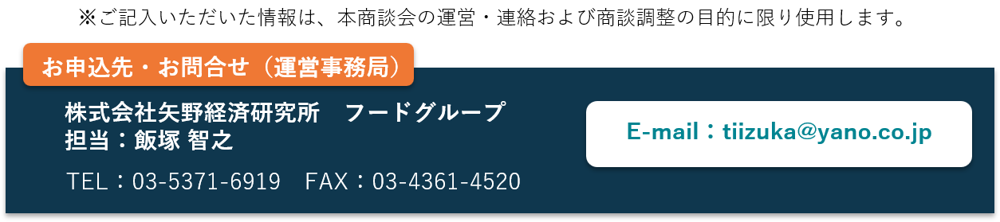 ※ご記入いただいた情報は、本商談会の運営・連絡および商談調整の目的に限り使用します。
お申込先・お問合せ（運営事務局）
株式会社矢野経済研究所　フードグループ
担当：飯塚 智之
E-mail：tiizuka@yano.co.jp
TEL：03-5371-6919　FAX：03-4361-4520